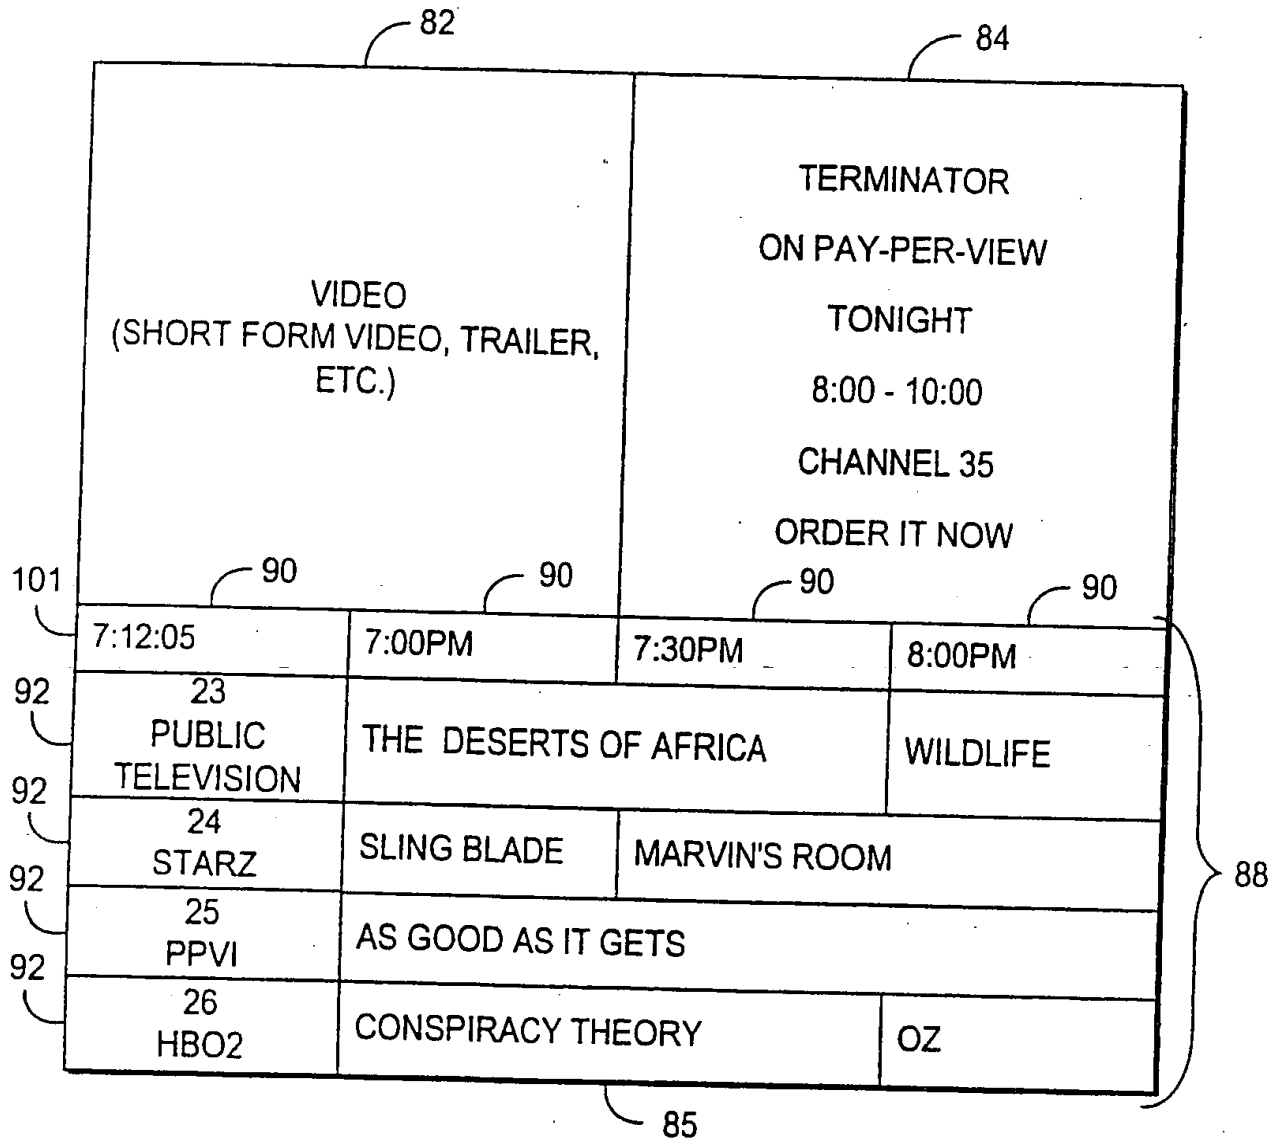 82
84
VIDEO
(SHORT FORM VIDEO, TRAILER,
ETC.)
TERMINATOR
ON PAY-PER-VIEW
TONIGHT
8:00 - 10:00
CHANNEL 35
ORDER IT NOW
101
90
90
90
90
7:12:05
7:00PM
7:30PM
8:00PM
92
23
PUBLIC
TELEVISION
THE DESERTS OF AFRICA
WILDLIFE
92
24
STARZ
SLING BLADE
MARVIN'S ROOM
92
25
PPVI
AS GOOD AS IT GETS
92
26
HBO2
CONSPIRACY THEORY
OZ
88
85